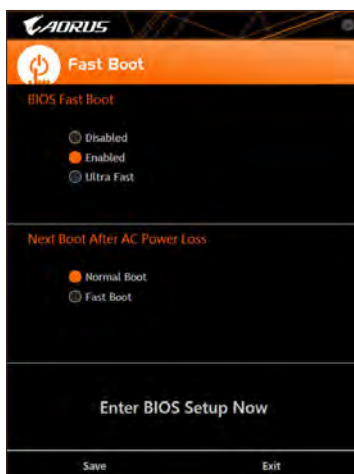 AORUS
Fast Boot
BIOS Fast Boot
Disabled
Enabled
Ultra Fast
Next Boot After AC Power Loss
Normal Boot
Fast Boot
Enter BIOS Setup Now
Save Exit